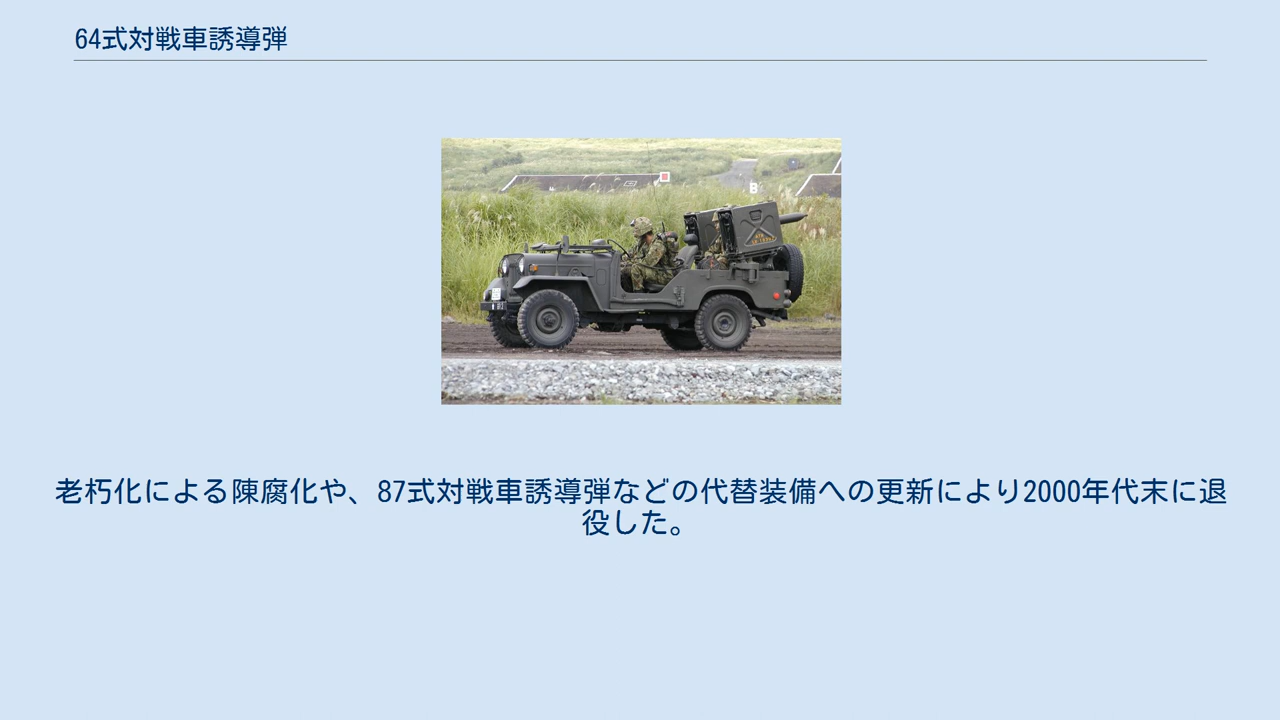 64式対戦車誘導弾
B
老朽化による陳腐化や、87式対戦車誘導弾などの代替装備への更新により2000年代末に退
役した。